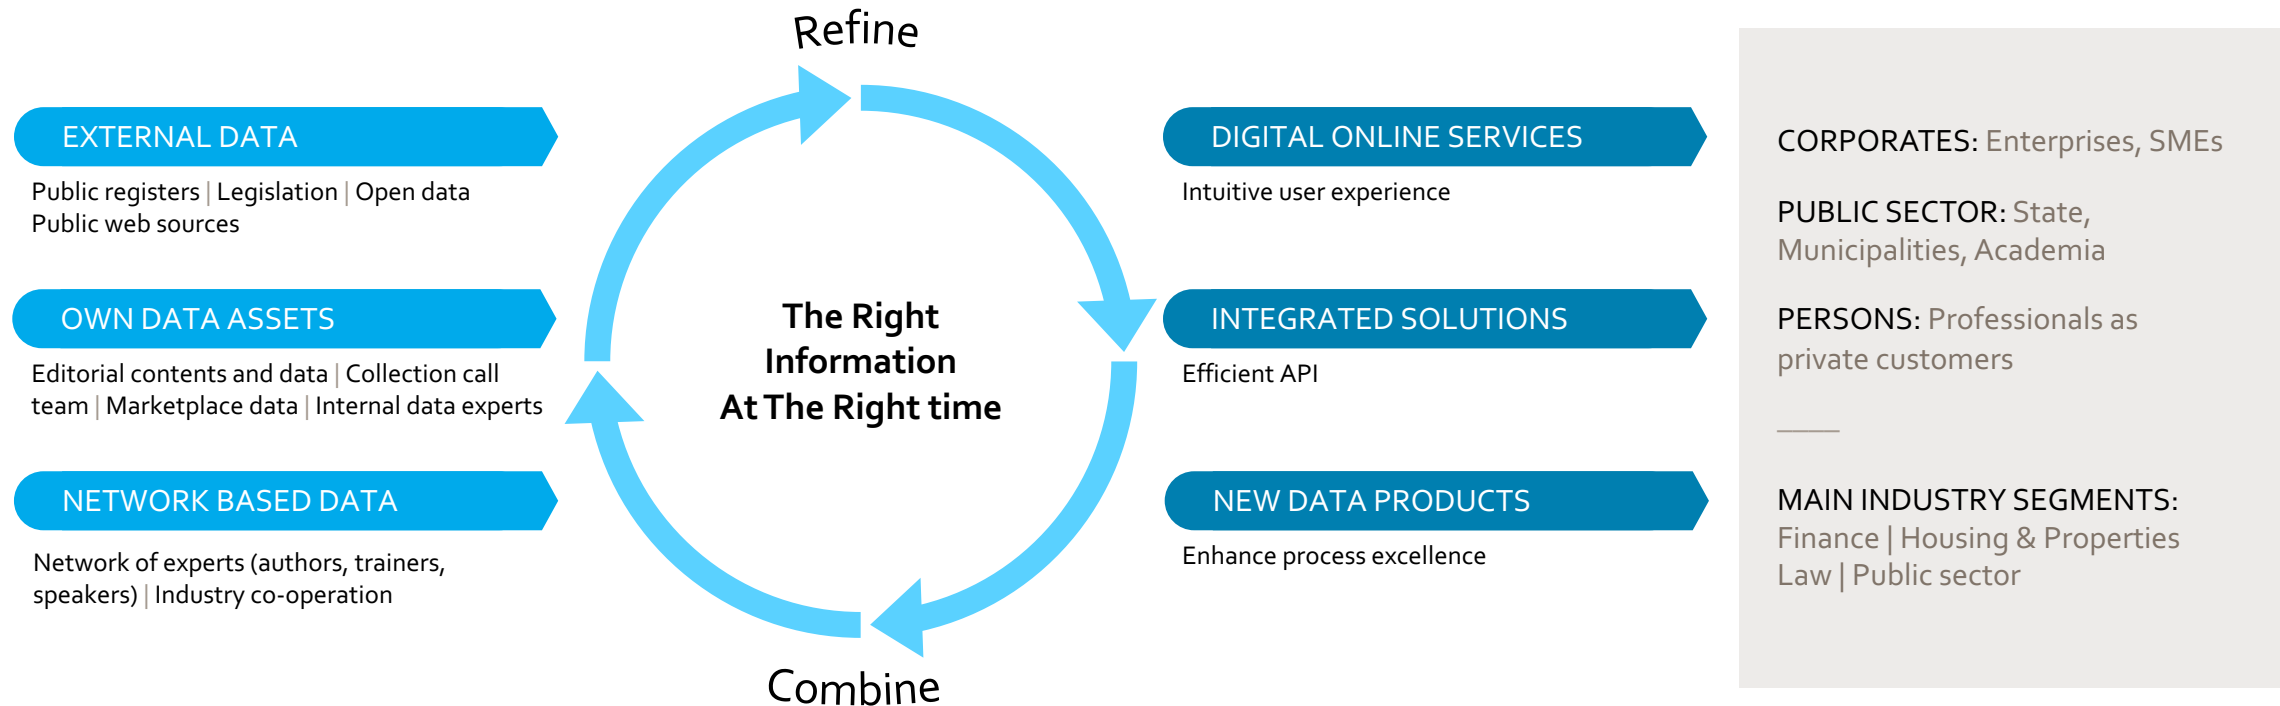 Refine
EXTERNAL DATA
Public registers | Legislation | Open data
Public web sources
OWN DATA ASSETS
Editorial contents and data | Collection call
team | Marketplace data | Internal data experts
NETWORK BASED DATA
Network of experts (authors, trainers,
speakers) | Industry co-operation
The Right
Information
At The Right time
Combine
DIGITAL ONLINE SERVICES
Intuitive user experience
INTEGRATED SOLUTIONS
Efficient API
NEW DATA PRODUCTS
Enhance process excellence
CORPORATES: Enterprises, SMEs
PUBLIC SECTOR: State,
Municipalities, Academia
PERSONS: Professionals as
private customers
MAIN INDUSTRY SEGMENTS:
Finance | Housing & Properties
Law | Public sector